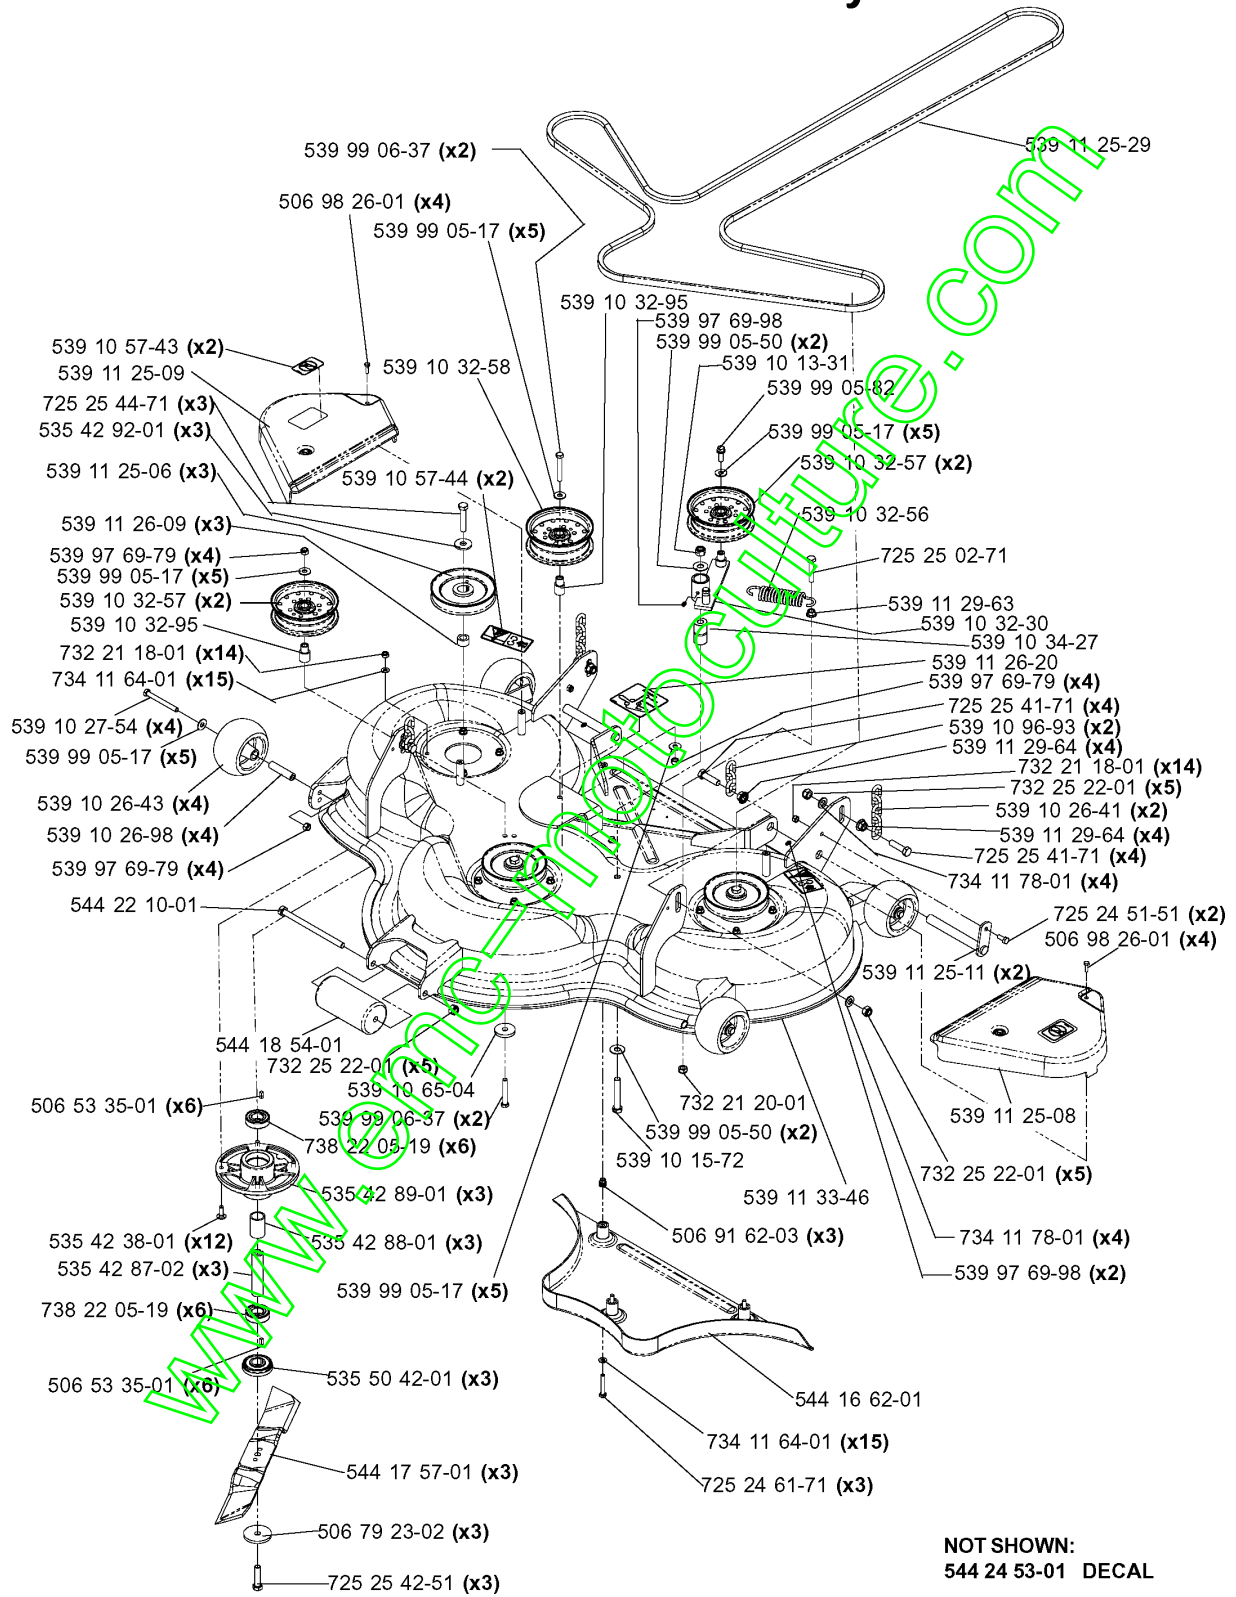 539 11 25-29
539 99 06-37 (x2)
506 98 26-01 (x4)
539 99 05-17 (x5)
539 10 32-95
539 97 69-98
539 99 05-50 (x2)
539 10 57-43 (x2)
539 10 32-58
539 10 13-31
539 11 25-09
539 99 05-82
725 25 44-71 (x3)
535 42 92-01 (x3)
539 99 05-17 (x5)
539 11 25-06 (x3)
539 10 57-44 (x2)
539 10 32-57 (x2)
539 11 26-09 (x3)
539 10 32-56
539 97 69-79 (x4)
725 25 02-71
539 99 05-17 (x5)
539 10 32-57 (x2)
539 11 29-63
539 10 32-95
539 10 32-30
539 10 34-27
732 21 18-01 (x14)
539 11 26-20
734 11 64-01 (x15)
539 97 69-79 (x4)
725 25 41-71 (x4)
539 10 27-54 (x4)
539 10 96-93 (x2)
539 99 05-17 (x5)
539 11 29-64 (x4)
732 21 18-01 (x14)
732 25 22-01 (x5)
539 10 26-43 (x4)
539 10 26-41 (x2)
539 10 26-98 (x4)
539 11 29-64 (x4)
539 97 69-79 (x4)
725 25 41-71 (x4)
734 11 78-01 (x4)
544 22 10-01
725 24 51-51 (x2)
506 98 26-01 (x4)
539 11 25-11 (x2)
544 18 54-01
732 25 22-01 (x5)
539 10 65-04
506 53 35-01 (x6)
539 99 06-37 (x2)
732 21 20-01
539 11 25-08
738 22 05-19 (x6)
539 99 05-50 (x2)
539 10 15-72
732 25 22-01 (x5)
535 42 89-01 (x3)
539 11 33-46
535 42 38-01 (x12)
535 42 88-01 (x3)
506 91 62-03 (x3)
734 11 78-01 (x4)
535 42 87-02 (x3)
539 97 69-98 (x2)
539 99 05-17 (x5)
738 22 05-19 (x6)
506 53 35-01 (x6)
535 50 42-01 (x3)
544 16 62-01
734 11 64-01 (x15)
544 17 57-01 (x3)
725 24 61-71 (x3)
506 79 23-02 (x3)
725 25 42-51 (x3)
NOT SHOWN:
544 24 53-01 DECAL
www.emc-motoculture.com